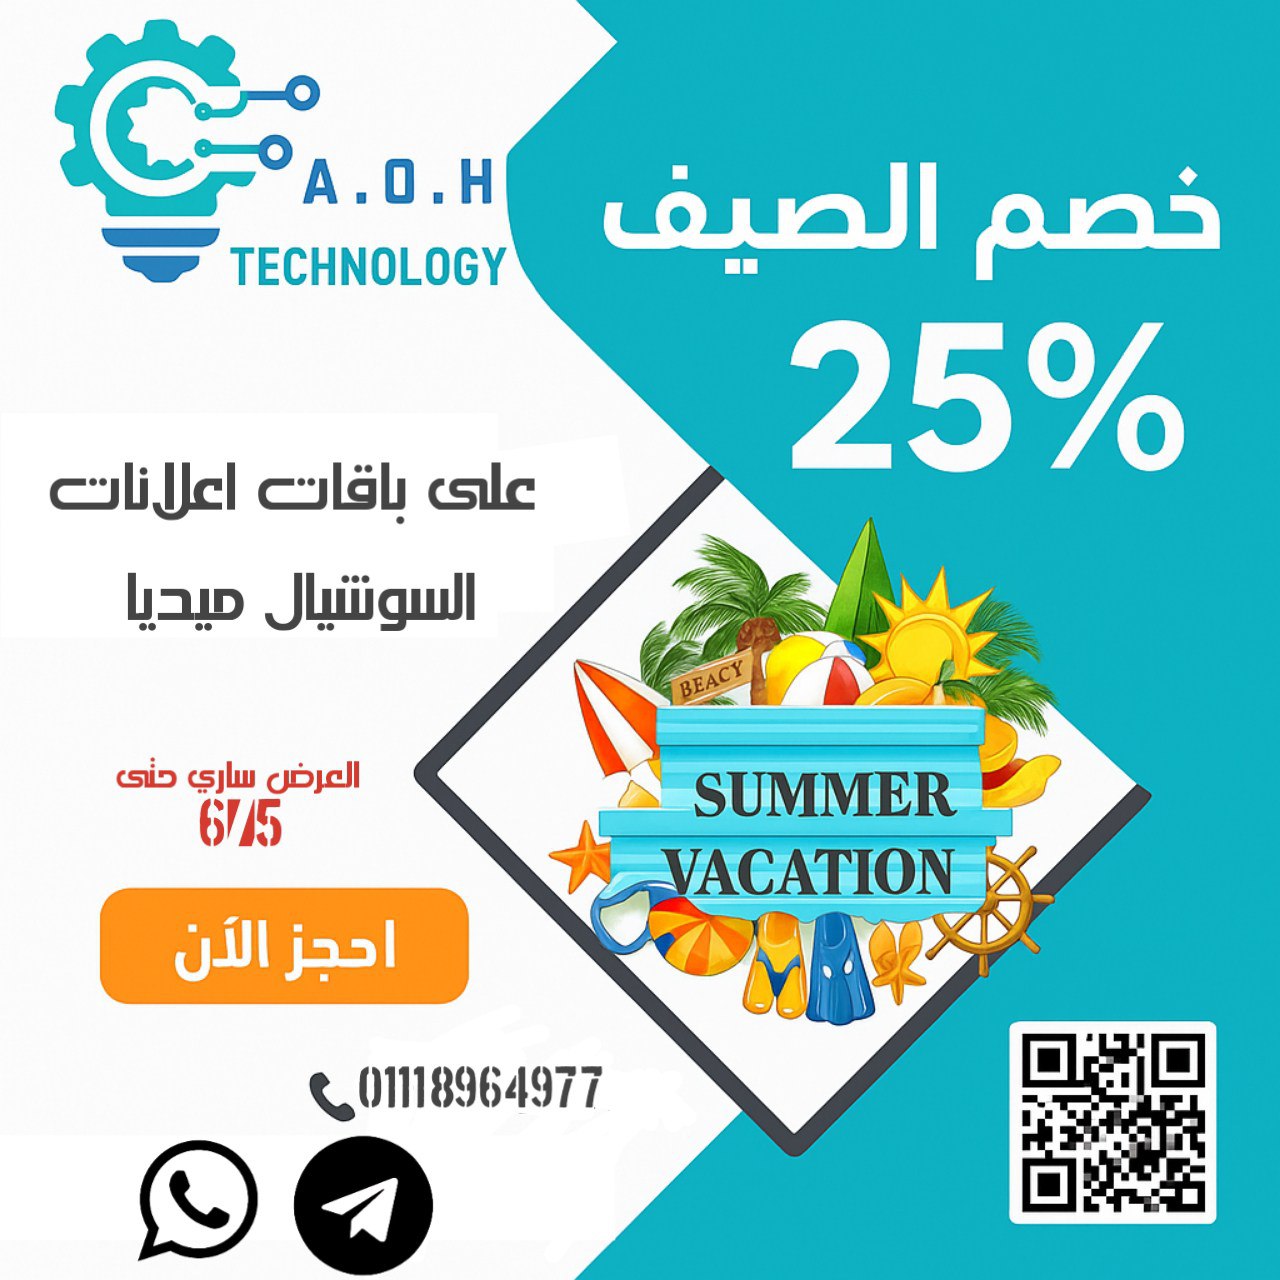 A.O.H
TECHNOLOGY
خصم الصيف
25%
على باقات اعلانات
السوشيال ميديا
BEACY
SUMMER
VACATION
العرض ساري حتى
6/7/5
احجز الآن
01118964977